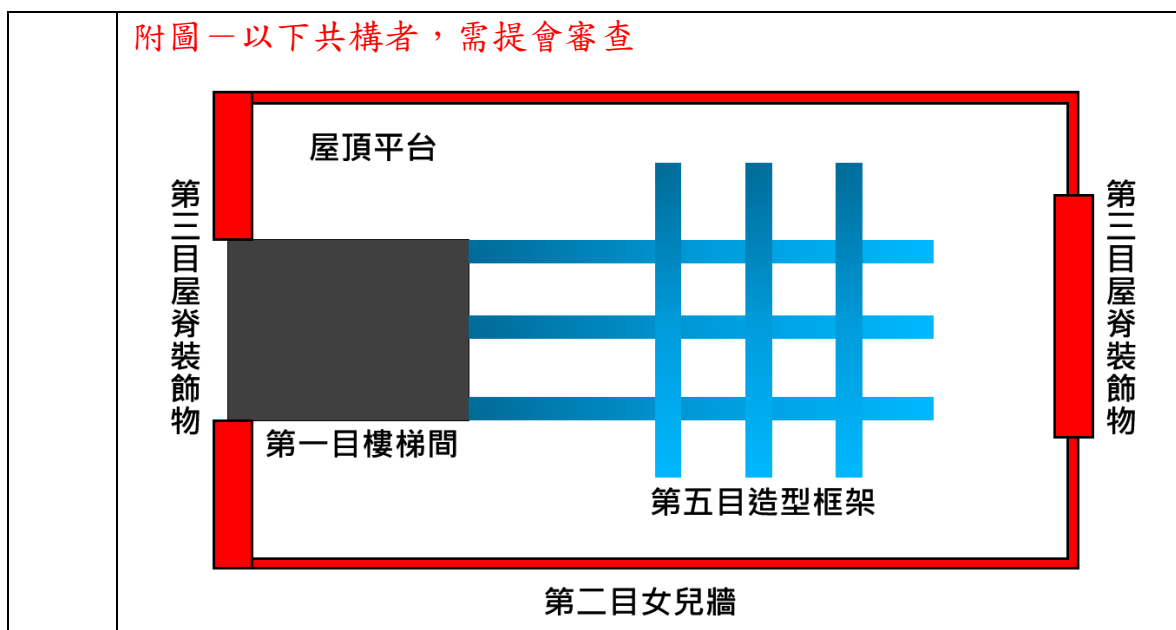 附圖－以下共構者，需提會審查
屋頂平台
第三目屋脊裝飾物
第三目屋脊裝飾物
第一目樓梯間
第五目造型框架
第二目女兒牆